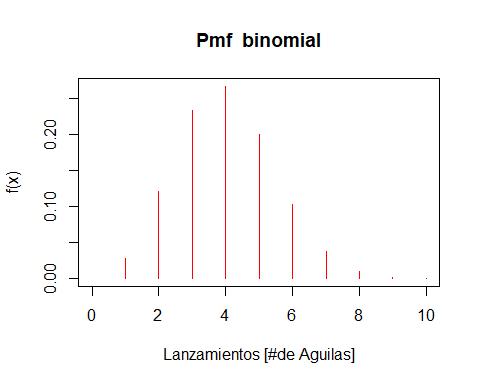 Pmf  binomial
f(x)
0.20
0.10
0.00
0 2 4 6 8 10
Lanzamientos [#de Aguilas]